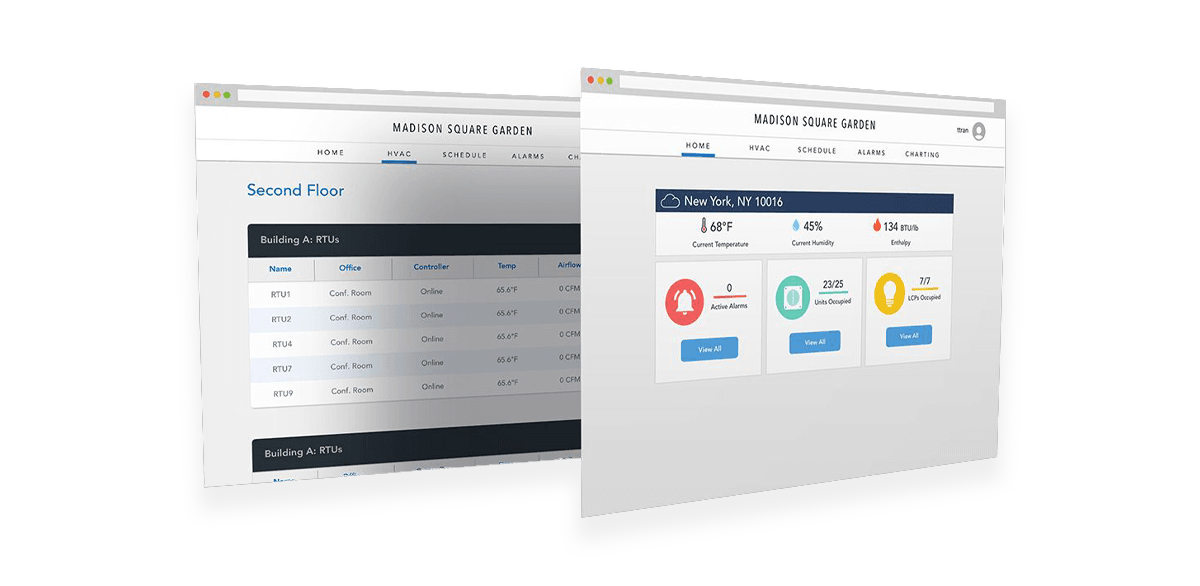 MADISON SQUARE GARDEN
HOME HVAC SCHEDULE ALARMS CH
Second Floor
Building A: RTUs
Name Office Controller Temp Airflow
RTU1 Conf. Room Online 65.6°F 0 CFM
RTU2 Conf. Room Online 65.6°F 0 CFM
RTU4 Conf. Room Online 65.6°F 0 CFM
RTU7 Conf. Room Online 65.6°F 0 CFM
RTU9 Conf. Room Online 65.6°F 0 CFM
Building A: RTUs
MADISON SQUARE GARDEN
ttran
HOME HVAC SCHEDULE ALARMS CHARTING
New York, NY 10016
68°F 45% 134 BTU/lb
Current Temperature Current Humidity Enthalpy
0 23/25 7/7
Active Alarms Units Occupied LCPs Occupied
View All View All View All